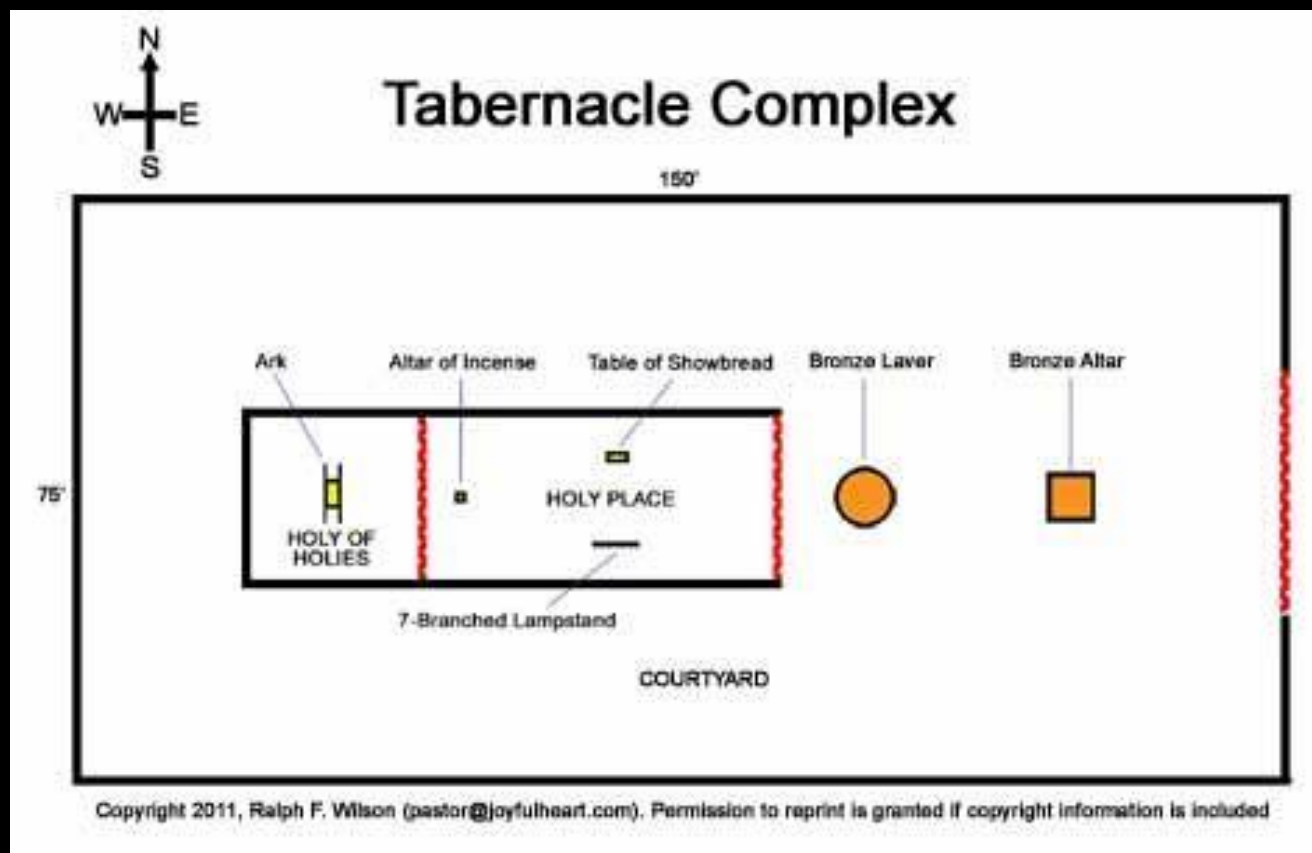 N
Tabernacle Complex
W E
S
150'
Ark
Altar of Incense
Table of Showbread
Bronze Laver
Bronze Altar
75'
HOLY PLACE
HOLY OF
HOLIES
7-Branched Lampstand
COURTYARD
Copyright 2011, Ralph F. Wilson (pastor@joyfulheart.com). Permission to reprint is granted if copyright information is included